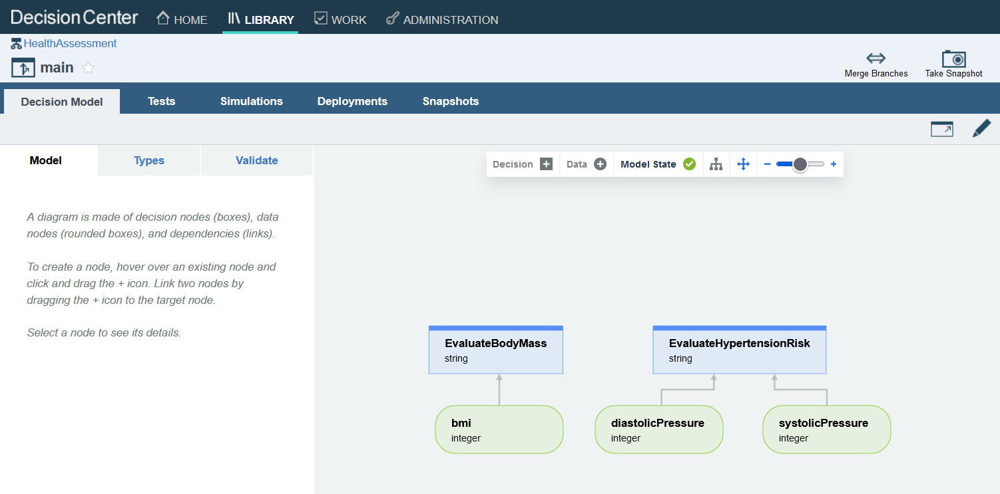 Decision Center HOME LIBRARY WORK ADMINISTRATION
HealthAssessment
main
Merge Branches Take Snapshot
Decision Model Tests Simulations Deployments Snapshots
Model Types Validate
Decision Data Model State
A diagram is made of decision nodes (boxes), data
nodes (rounded boxes), and dependencies (links).
To create a node, hover over an existing node and
click and drag the + icon. Link two nodes by
dragging the + icon to the target node.
Select a node to see its details.
EvaluateBodyMass
string
EvaluateHypertensionRisk
string
bmi
integer
diastolicPressure
integer
systolicPressure
integer